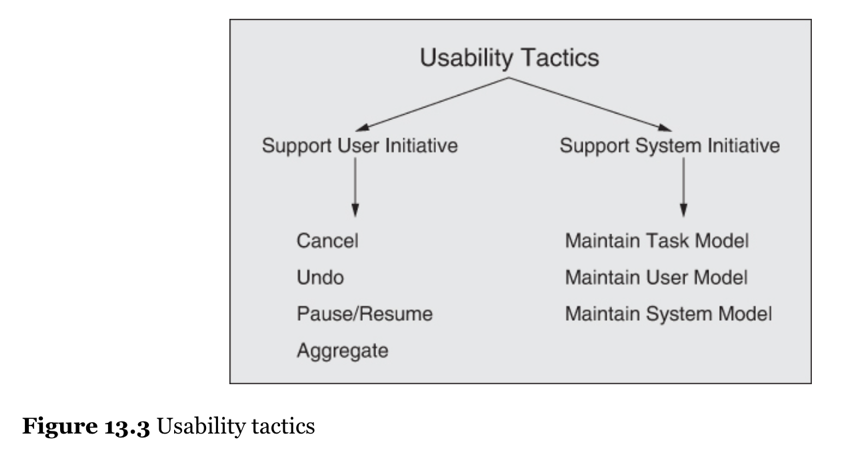 Usability Tactics
Support User Initiative
Support System Initiative
Cancel
Undo
Pause/Resume
Aggregate
Maintain Task Model
Maintain User Model
Maintain System Model
Figure 13.3 Usability tactics